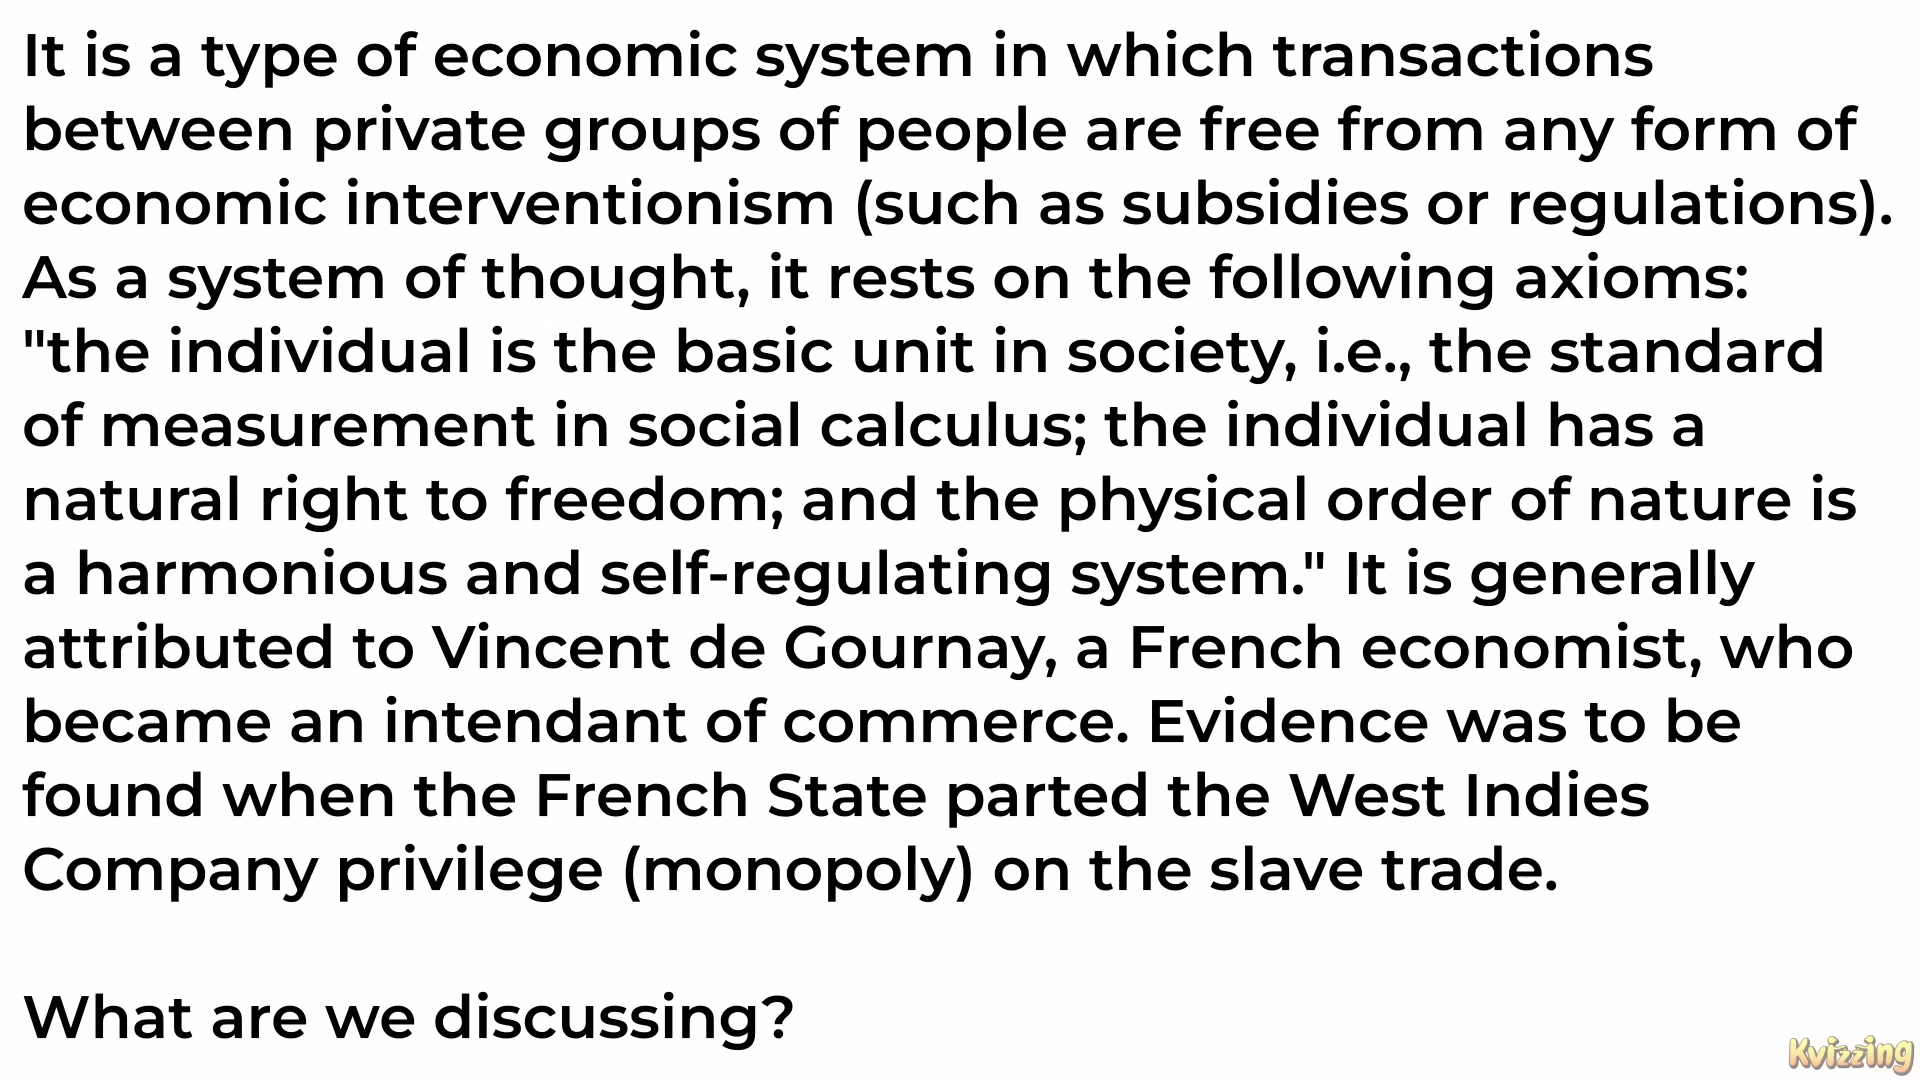 It is a type of economic system in which transactions
between private groups of people are free from any form of
economic interventionism (such as subsidies or regulations).
As a system of thought, it rests on the following axioms:
"the individual is the basic unit in society, i.e., the standard
of measurement in social calculus; the individual has a
natural right to freedom; and the physical order of nature is
a harmonious and self-regulating system." It is generally
attributed to Vincent de Gournay, a French economist, who
became an intendant of commerce. Evidence was to be
found when the French State parted the West Indies
Company privilege (monopoly) on the slave trade.
What are we discussing?
Kvizzing